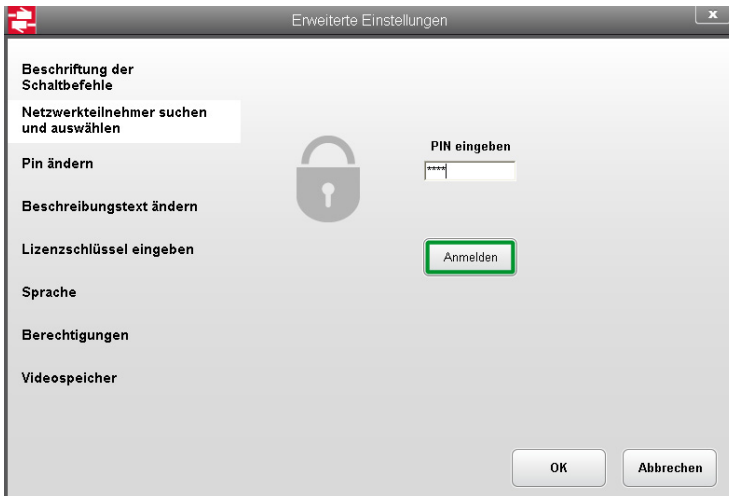 Erweiterte Einstellungen
x
Beschriftung der
Schaltbefehle
Netzwerkteilnehmer suchen
und auswählen
Pin ändern
Beschreibungstext ändern
Lizenzschlüssel eingeben
Sprache
Berechtigungen
Videospeicher
PIN eingeben
****
Anmelden
OK
Abbrechen